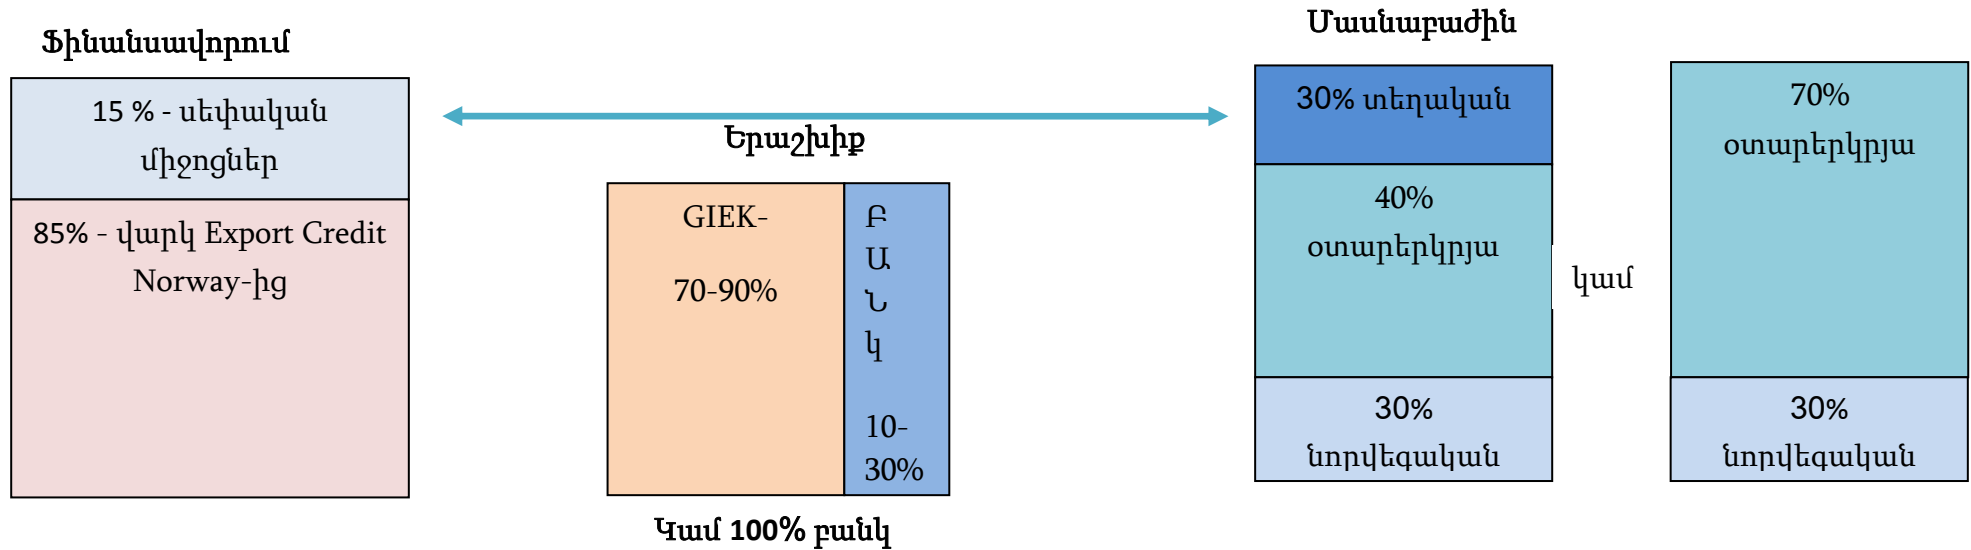 Ֆինանսավորում
15 % - սեփական
միջոցներ
85% - վարկ Export Credit
Norway-ից
Երաշխիք
GIEK-
70-90%
Բ
Ա
Ն
կ
10-
30%
Կամ 100% բանկ
Մասնաբաժին
30% տեղական
40%
օտարերկրյա
30%
նորվեգական
կամ
70%
օտարերկրյա
30%
նորվեգական